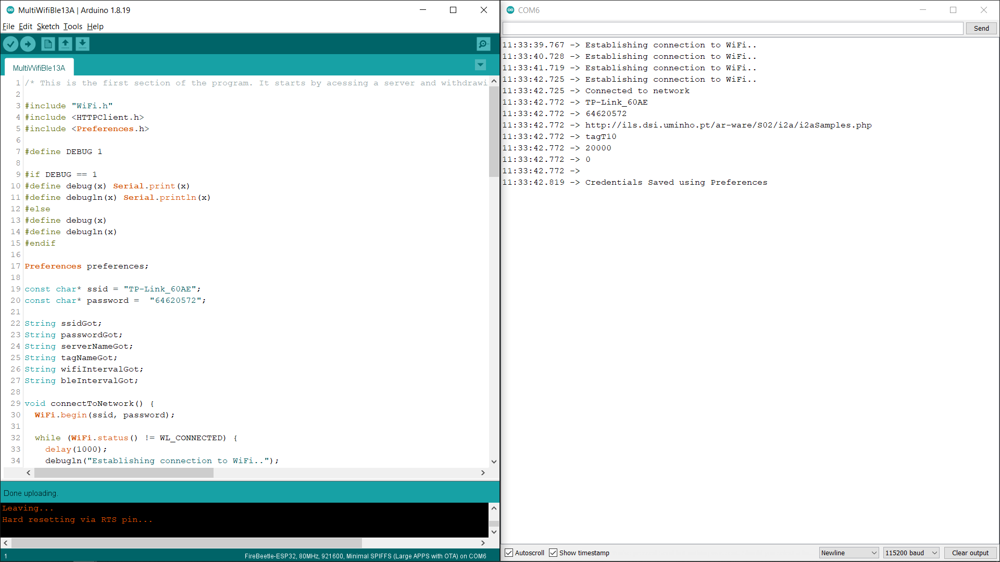 MultiWifiBle13A | Arduino 1.8.19
File Edit Sketch Tools Help
MultiWifiBle13A
1 /* This is the first section of the program. It starts by acessing a server and withdrawi
2
3 #include "WiFi.h"
4 #include <HTTPClient.h>
5 #include <Preferences.h>
6
7 #define DEBUG 1
8
9 #if DEBUG == 1
10 #define debug(x) Serial.print(x)
11 #define debugln(x) Serial.println(x)
12 #else
13 #define debug(x)
14 #define debugln(x)
15 #endif
16
17 Preferences preferences;
18
19 const char* ssid = "TP-Link_60AE";
20 const char* password =  "64620572";
21
22 String ssidGot;
23 String passwordGot;
24 String serverNameGot;
25 String tagNameGot;
26 String wifiIntervalGot;
27 String bleIntervalGot;
28
29 void connectToNetwork() {
30   WiFi.begin(ssid, password);
31
32   while (WiFi.status() != WL_CONNECTED) {
33     delay(1000);
34     debugln("Establishing connection to WiFi..");
Done uploading.
Leaving...
Hard resetting via RTS pin...
1
FireBeetle-ESP32, 80MHz, 921600, Minimal SPIFFS (Large APPS with OTA) on COM6
COM6
Send
11:33:39.767 -> Establishing connection to WiFi..
11:33:40.728 -> Establishing connection to WiFi..
11:33:41.719 -> Establishing connection to WiFi..
11:33:42.725 -> Establishing connection to WiFi..
11:33:42.725 -> Connected to network
11:33:42.772 -> TP-Link_60AE
11:33:42.772 -> 64620572
11:33:42.772 -> http://ils.dsi.uminho.pt/ar-ware/S02/i2a/i2aSamples.php
11:33:42.772 -> tagT10
11:33:42.772 -> 20000
11:33:42.772 -> 0
11:33:42.772 ->
11:33:42.819 -> Credentials Saved using Preferences
Autoscroll Show timestamp Newline 115200 baud Clear output